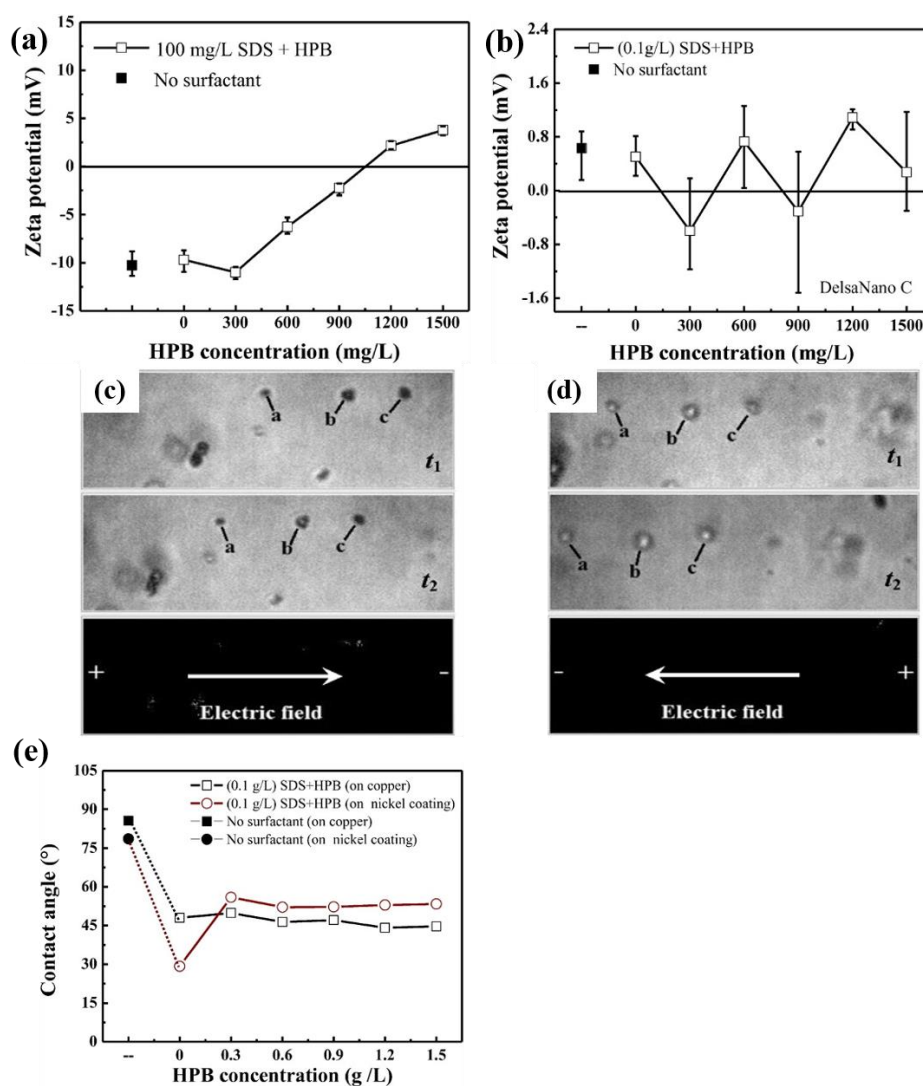 (a)
100 mg/L SDS + HPB
No surfactant
Zeta potential (mV)
15
10
5
0
-5
-10
-15
0 300 600 900 1200 1500
HPB concentration (mg/L)
(b)
(0.1g/L) SDS+HPB
No surfactant
Zeta potential (mV)
2.4
1.6
0.8
0.0
-0.8
-1.6
DelsaNano C
-- 0 300 600 900 1200 1500
HPB concentration (mg/L)
(c)
a b c
t1
a b c
t2
+ -
Electric field
(d)
a b c
t1
a b c
t2
- +
Electric field
(e)
(0.1 g/L) SDS+HPB (on copper)
(0.1 g/L) SDS+HPB (on nickel coating)
No surfactant (on copper)
No surfactant (on nickel coating)
Contact angle (°)
105
90
75
60
45
30
15
0
-- 0 0.3 0.6 0.9 1.2 1.5
HPB concentration (g /L)